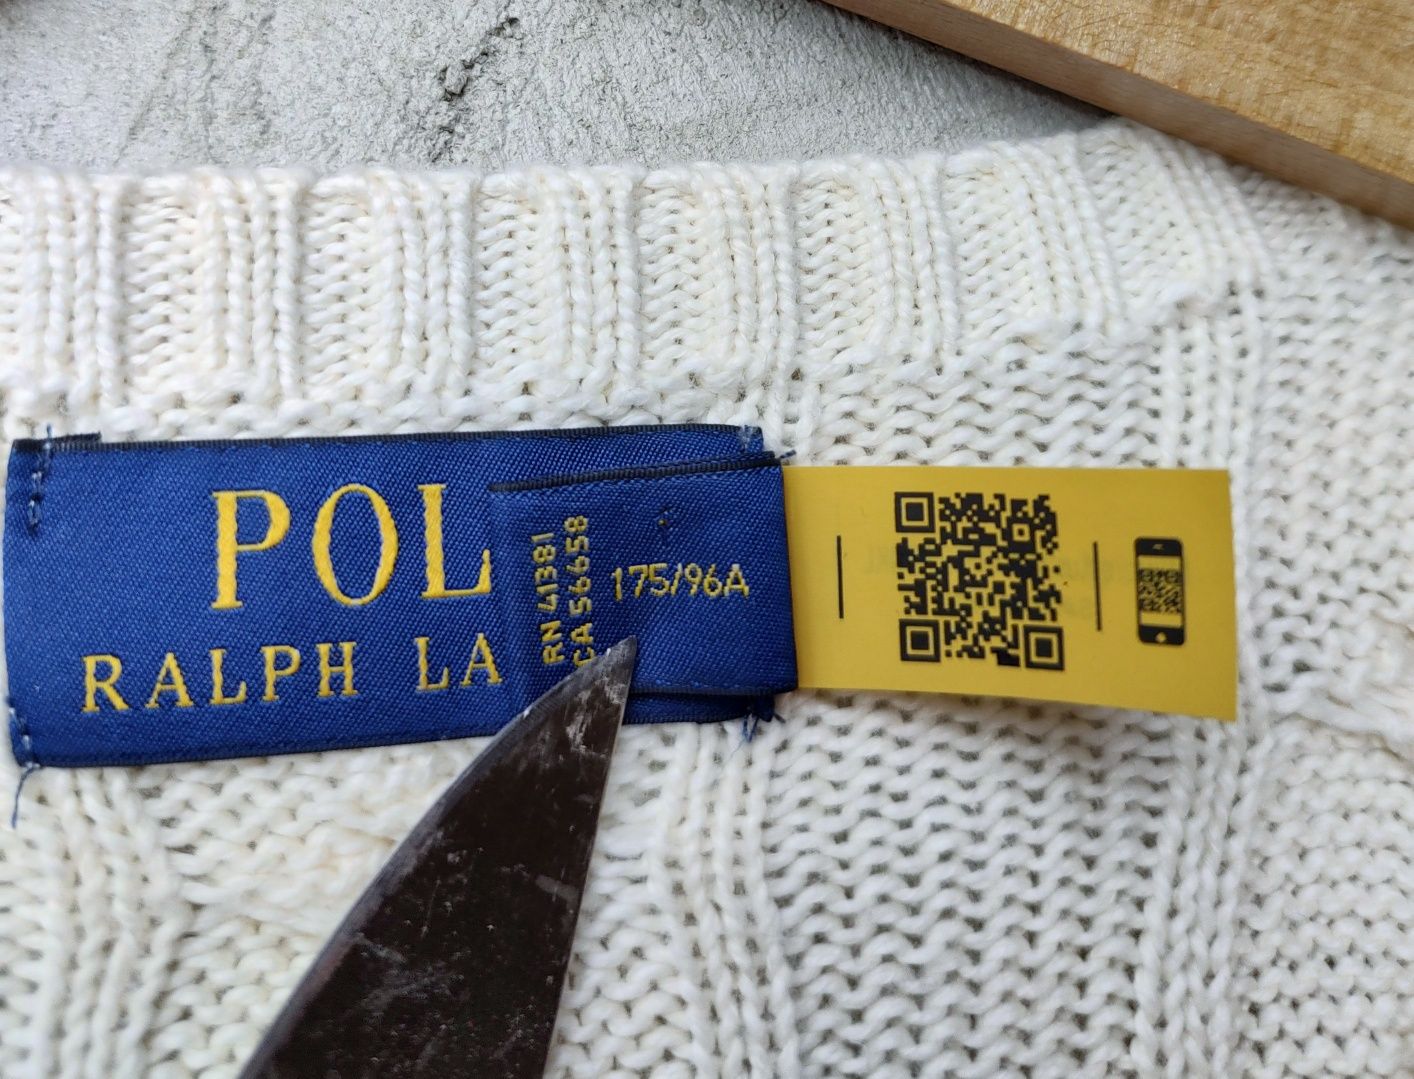 POL
RALPH LA
RN 41381
CA 56658
175/96A